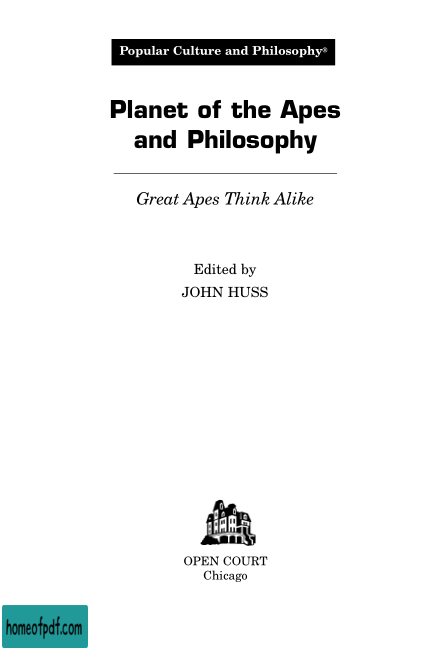 Popular Culture and Philosophy®
Planet of the Apes
and Philosophy
Great Apes Think Alike
Edited by
JOHN HUSS
OPEN COURT
Chicago
homeofpdf.com